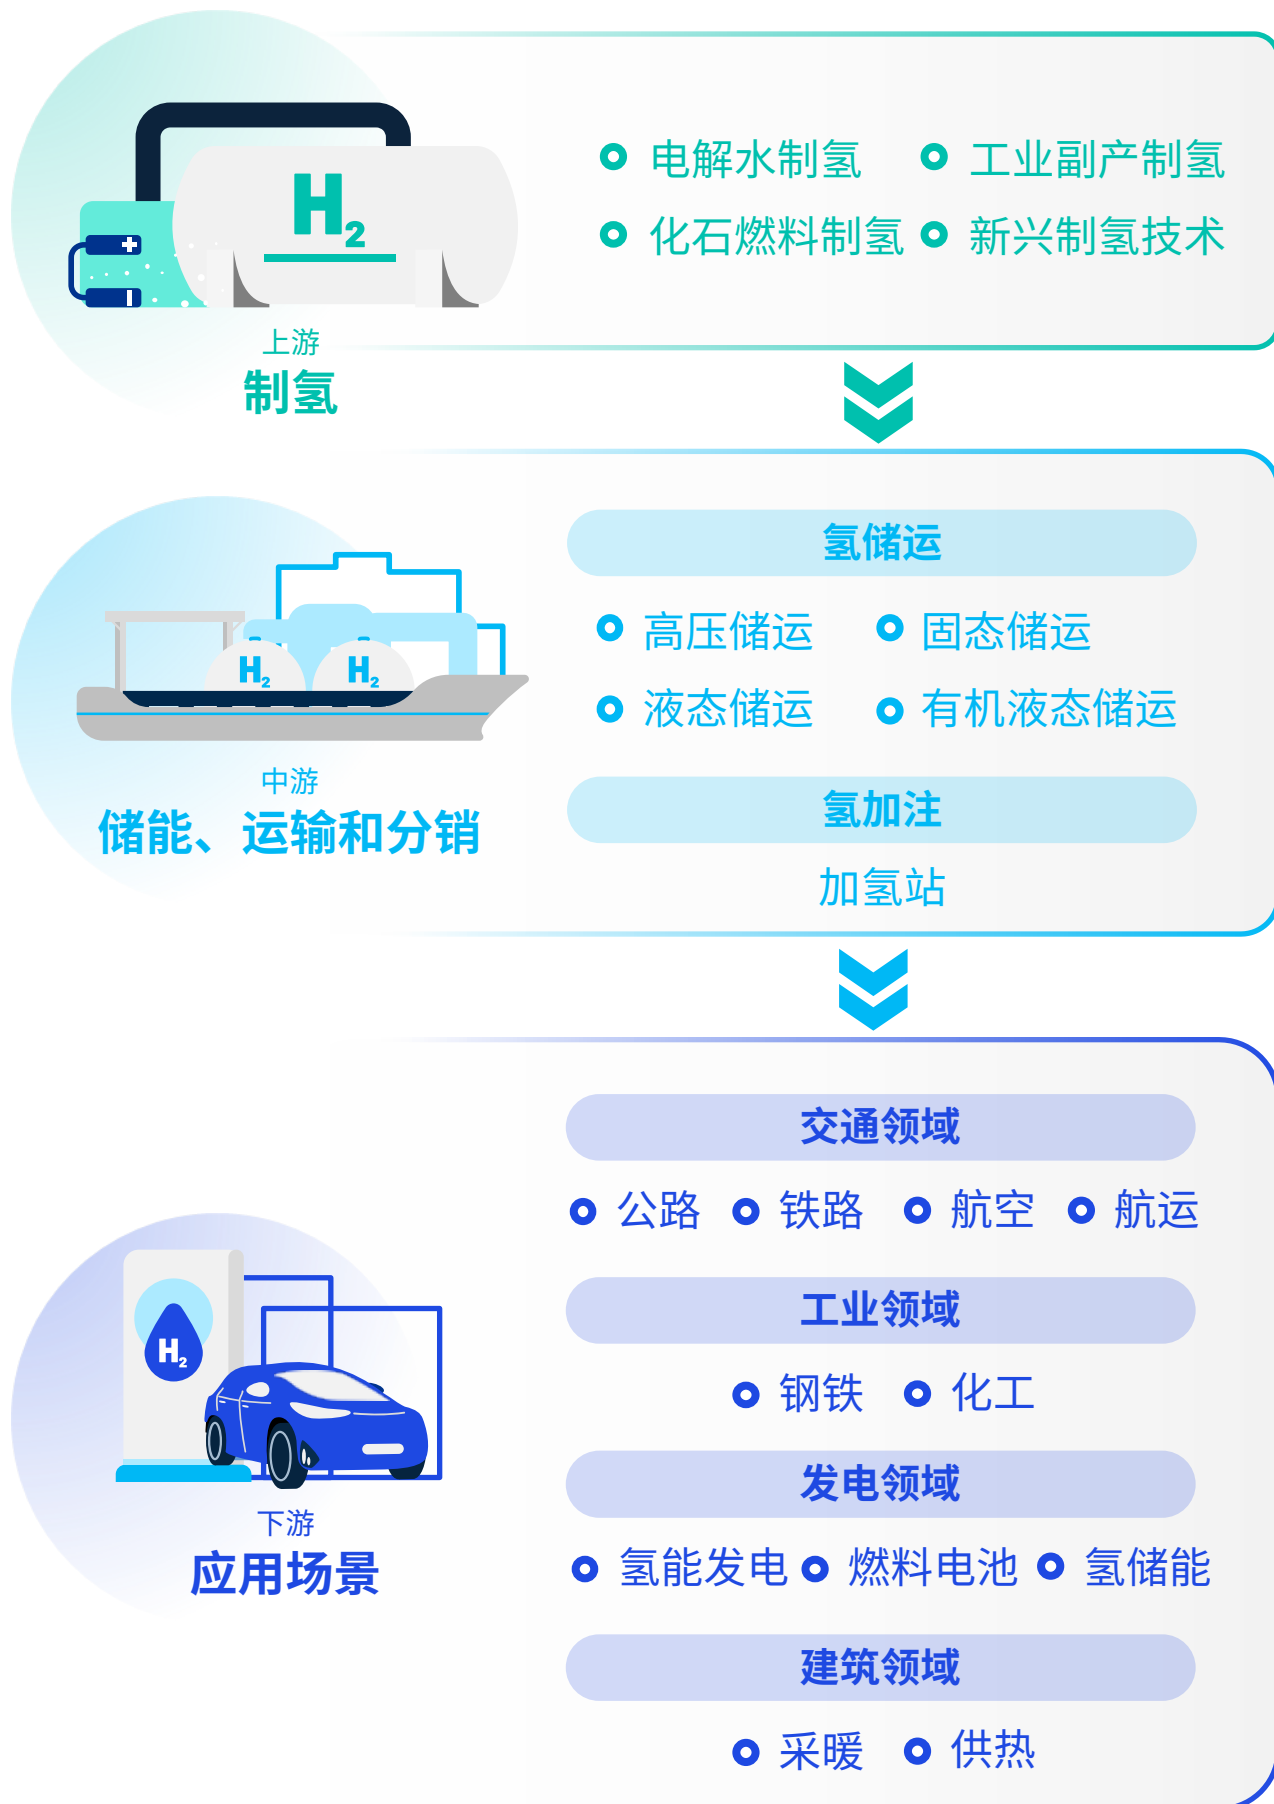 H₂
上游
制氢
电解水制氢 工业副产制氢
化石燃料制氢 新兴制氢技术
H₂ H₂
中游
储能、运输和分销
氢储运
高压储运 固态储运
液态储运 有机液态储运
氢加注
加氢站
H₂
下游
应用场景
交通领域
公路 铁路 航空 航运
工业领域
钢铁 化工
发电领域
氢能发电 燃料电池 氢储能
建筑领域
采暖 供热